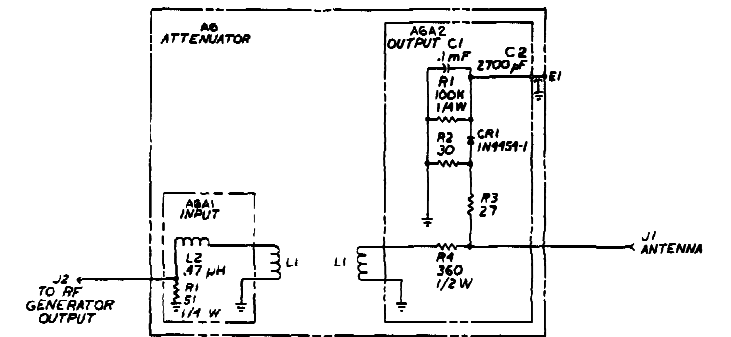 A6
ATTENUATOR
A6A2
OUTPUT
C1
.1mF
C2
2700pF
E1
R1
100K
1/4W
R2
30
CR1
1N4454-1
R3
27
A6A1
INPUT
L2
.47 µH
L1
L1
R4
360
1/2 W
J1
ANTENNA
J2
TO RF
GENERATOR
OUTPUT
R1
51
1/4 W